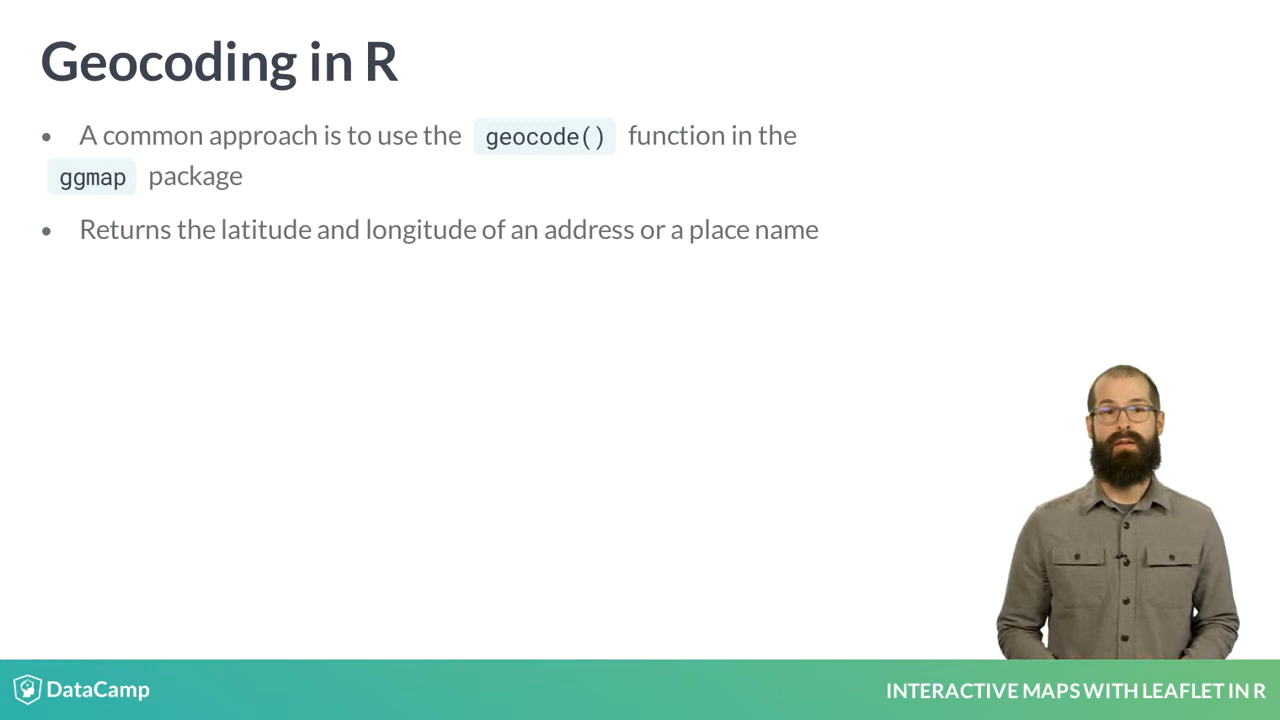 Geocoding in R
• A common approach is to use the geocode() function in the
ggmap package
• Returns the latitude and longitude of an address or a place name
DataCamp
INTERACTIVE MAPS WITH LEAFLET IN R